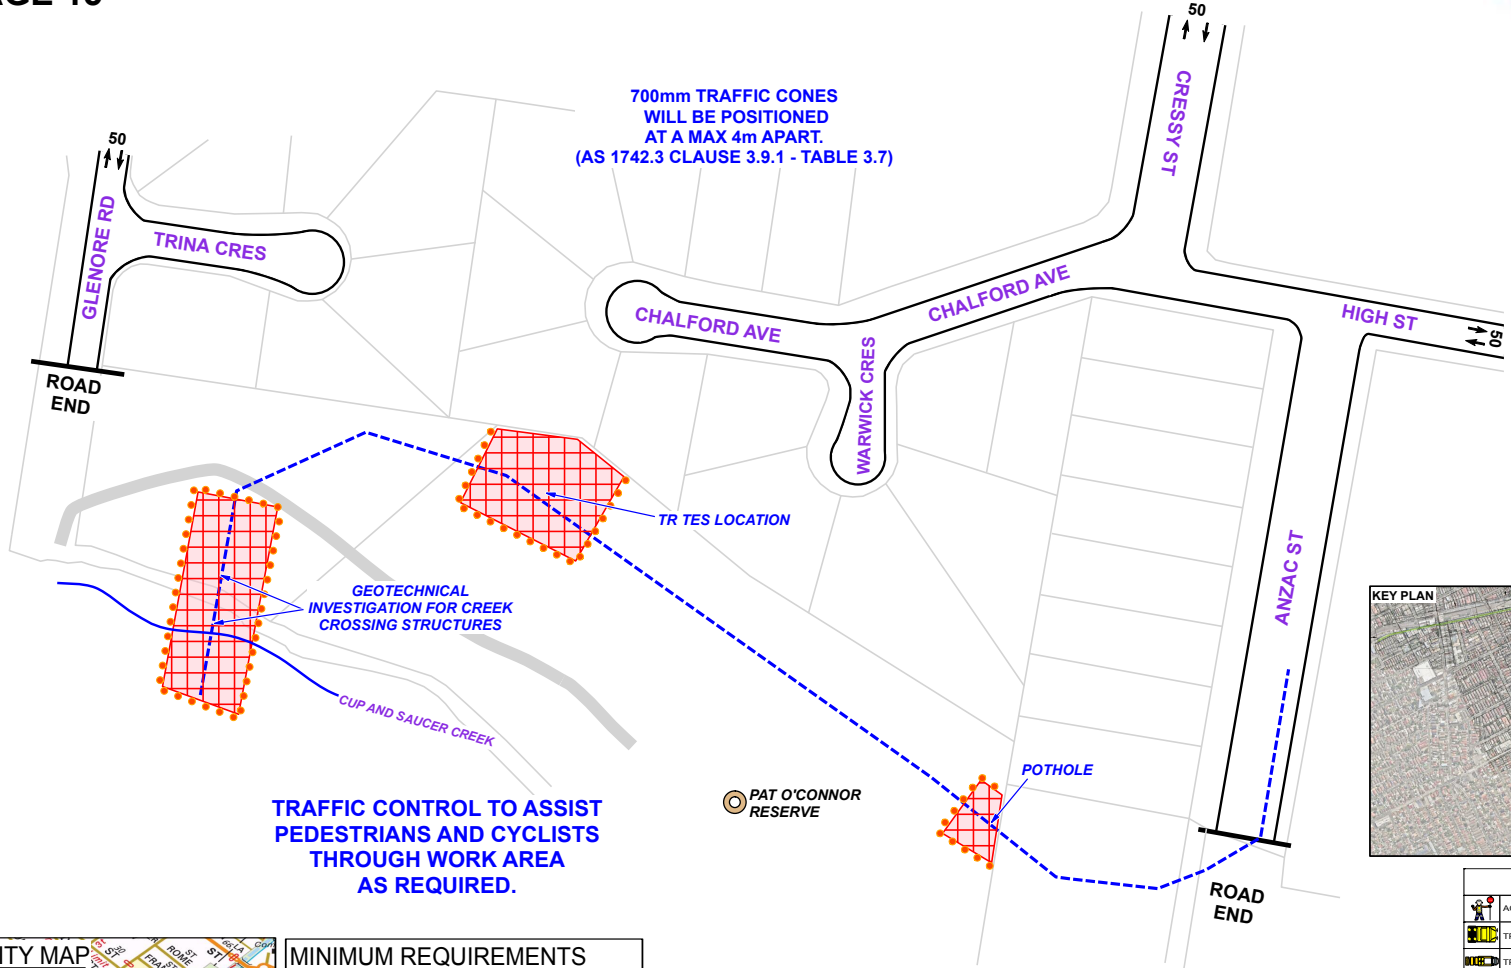 50
700mm TRAFFIC CONES
WILL BE POSITIONED
AT A MAX 4m APART.
(AS 1742.3 CLAUSE 3.9.1 - TABLE 3.7)
CRESSY ST
50
GLENORE RD
TRINA CRES
CHALFORD AVE
CHALFORD AVE
HIGH ST
50
WARWICK CRES
ROAD
END
TR TES LOCATION
ANZAC ST
GEOTECHNICAL
INVESTIGATION FOR CREEK
CROSSING STRUCTURES
KEY PLAN
CUP AND SAUCER CREEK
POTHOLE
PAT O'CONNOR
RESERVE
TRAFFIC CONTROL TO ASSIST
PEDESTRIANS AND CYCLISTS
THROUGH WORK AREA
AS REQUIRED.
ROAD
END
MAP
MINIMUM REQUIREMENTS
ROME
ST
ST